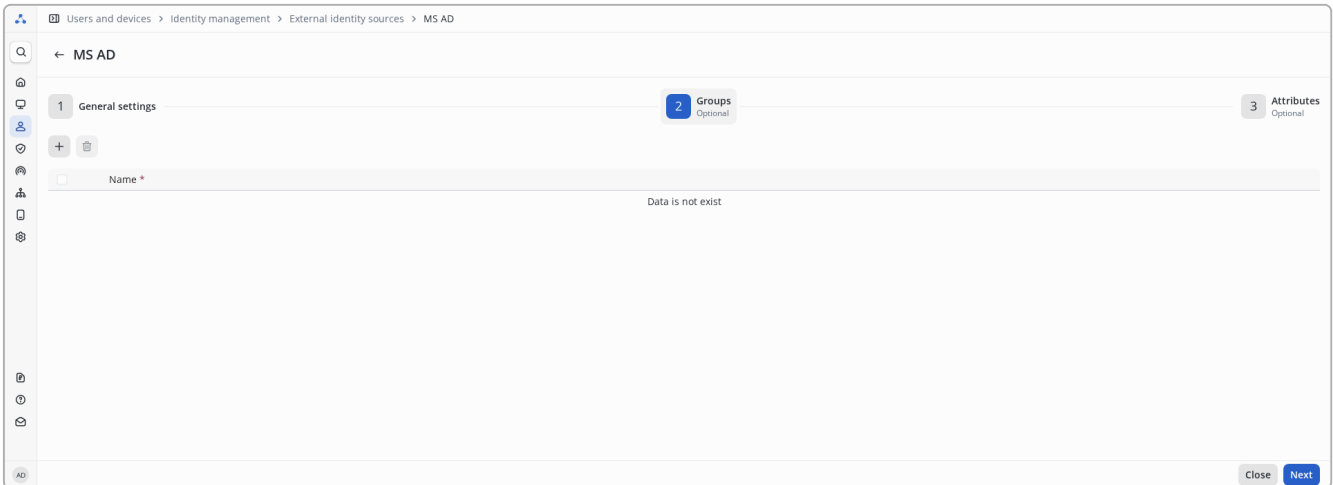 Users and devices > Identity management > External identity sources > MS AD
← MS AD
1 General settings
2 Groups
Optional
3 Attributes
Optional
+
Name *
Data is not exist
AD
Close Next